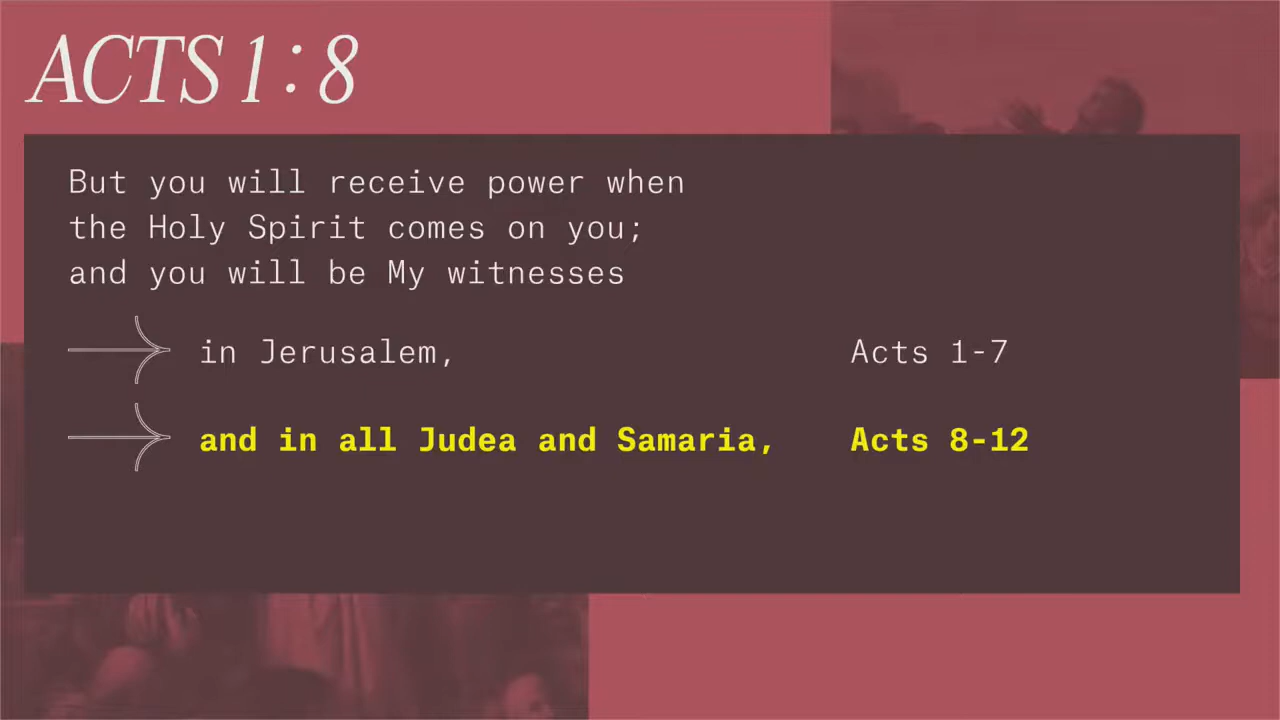 ACTS 1:8
But you will receive power when
the Holy Spirit comes on you;
and you will be My witnesses
in Jerusalem, Acts 1-7
and in all Judea and Samaria, Acts 8-12